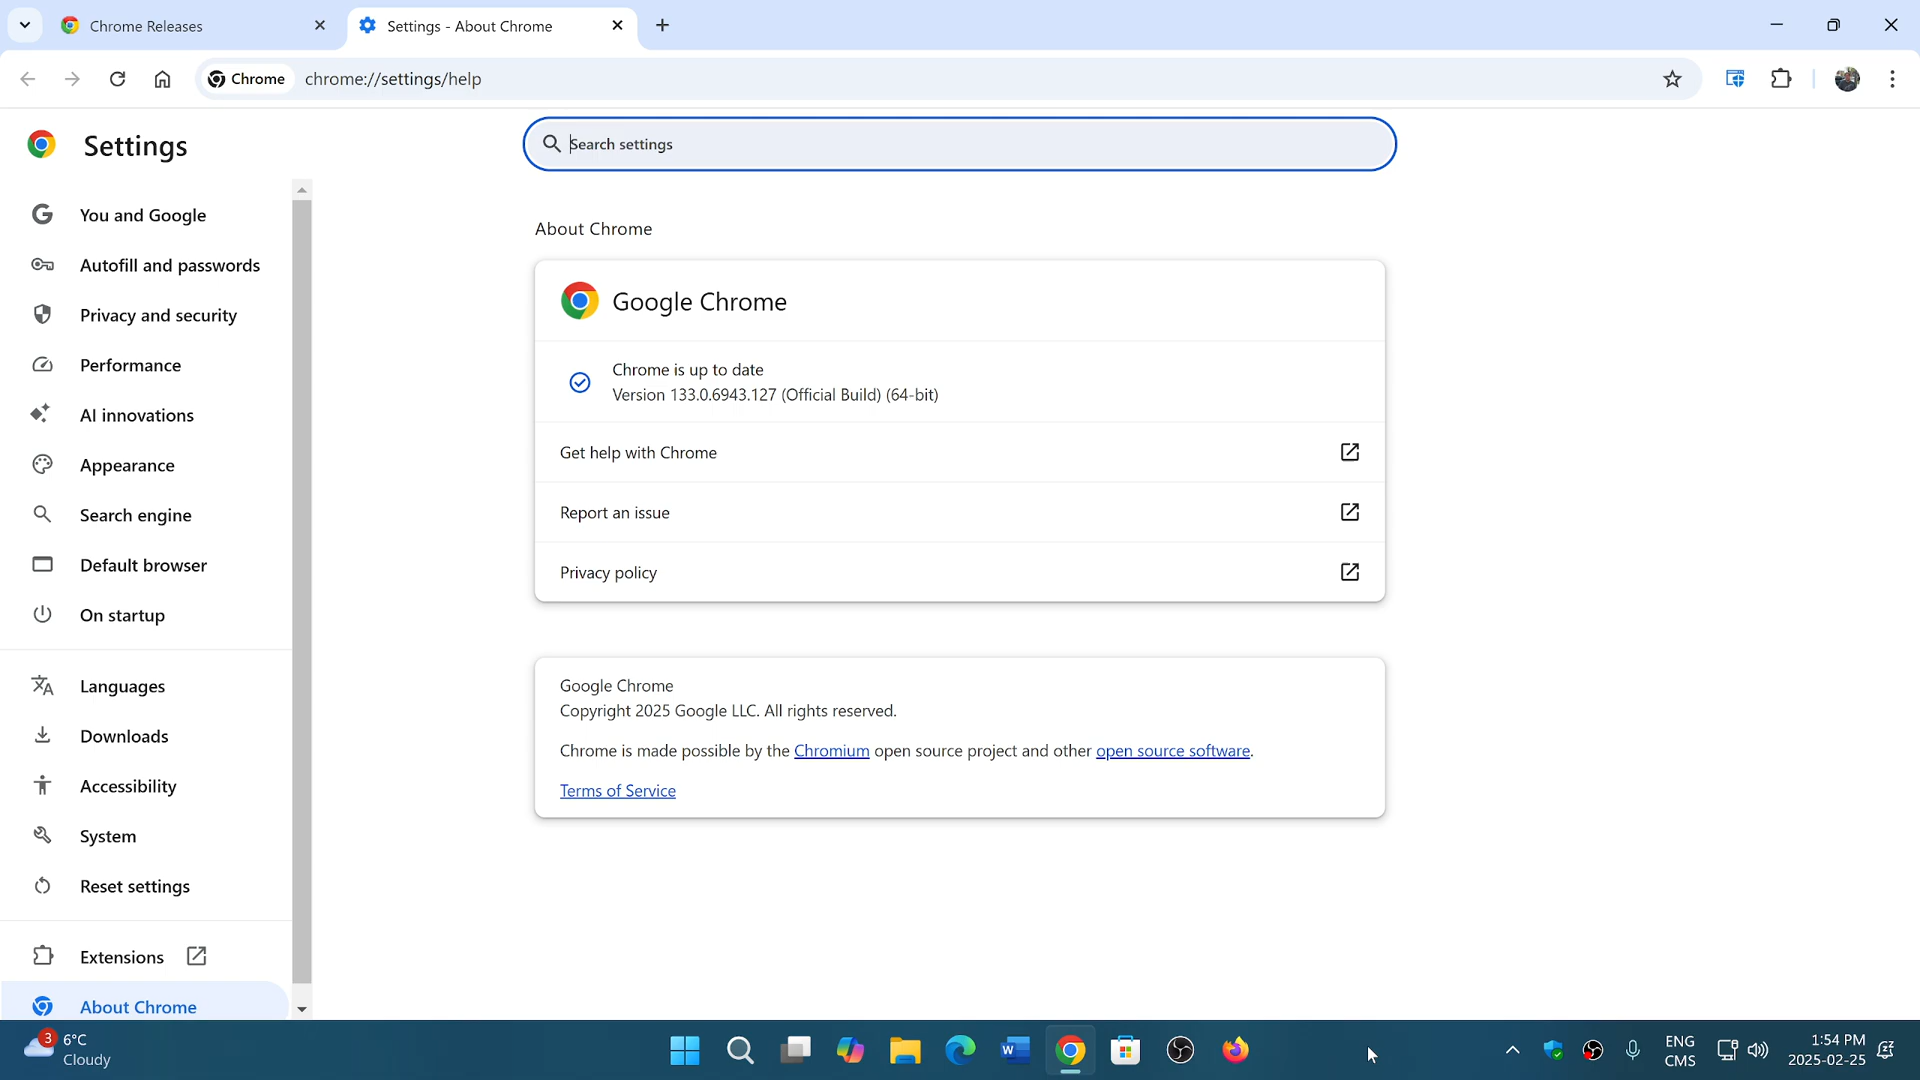 Chrome Releases
Settings - About Chrome
Chrome
chrome://settings/help
Settings
Search settings
You and Google
Autofill and passwords
Privacy and security
Performance
AI innovations
Appearance
Search engine
Default browser
On startup
Languages
Downloads
Accessibility
System
Reset settings
Extensions
About Chrome
About Chrome
Google Chrome
Chrome is up to date
Version 133.0.6943.127 (Official Build) (64-bit)
Get help with Chrome
Report an issue
Privacy policy
Google Chrome
Copyright 2025 Google LLC. All rights reserved.
Chrome is made possible by the Chromium open source project and other open source software.
Terms of Service
3
6°C
Cloudy
ENG
CMS
1:54 PM
2025-02-25